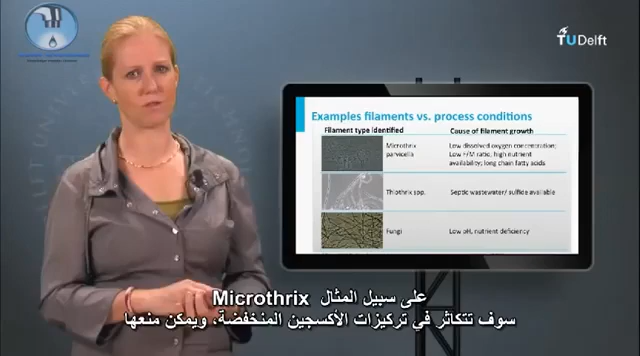 TU Delft
Examples filaments vs. process conditions
Filament type identified
Cause of filament growth
Microthrix
parvicella
Low dissolved oxygen concentration;
Low F/M ratio, high nutrient
availability; long chain fatty acids
Thiothrix spp.
Septic wastewater/ sulfide available
Fungi
Low pH, nutrient deficiency
على سبيل المثال Microthrix
سوف تتكاثر في تركيزات الأكسجين المنخفضة، ويمكن منعها